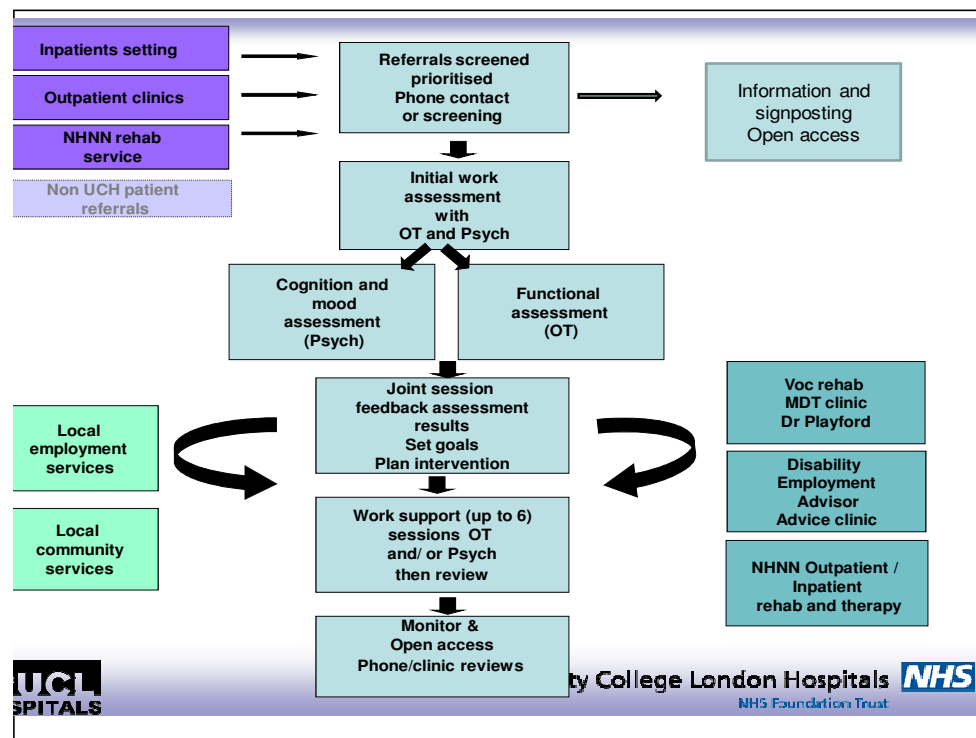 Inpatients setting
Outpatient clinics
NHNN rehab
service
Non UCH patient
referrals
Referrals screened
prioritised
Phone contact
or screening
Information and
signposting
Open access
Initial work
assessment
with
OT and Psych
Cognition and
mood
assessment
(Psych)
Functional
assessment
(OT)
Joint session
feedback assessment
results
Set goals
Plan intervention
Local
employment
services
Local
community
services
Voc rehab
MDT clinic
Dr Playford
Disability
Employment
Advisor
Advice clinic
NHNN Outpatient /
Inpatient
rehab and therapy
Work support (up to 6)
sessions OT
and/ or Psych
then review
Monitor &
Open access
Phone/clinic reviews
UCL
SPITALS
ty College London Hospitals NHS
NHS Foundation Trust